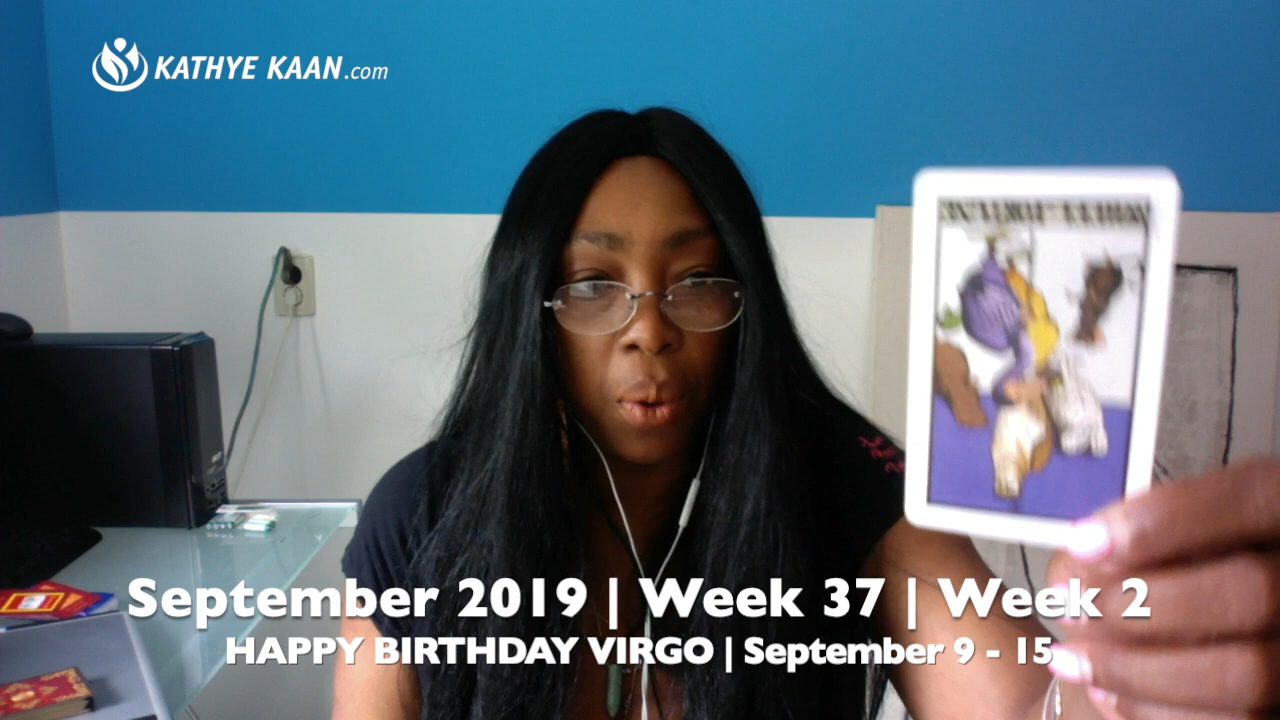 KATHYE KAAN.com
September 2019 | Week 37 | Week 2
HAPPY BIRTHDAY VIRGO | September 9 - 15